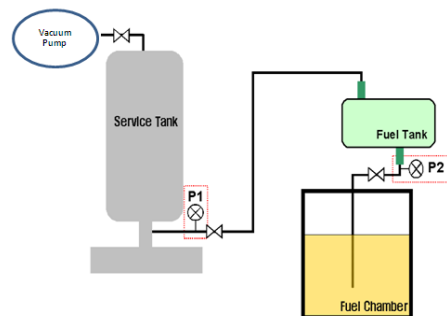 Vacuum
Pump
Service Tank
Fuel Tank
P1
P2
Fuel Chamber